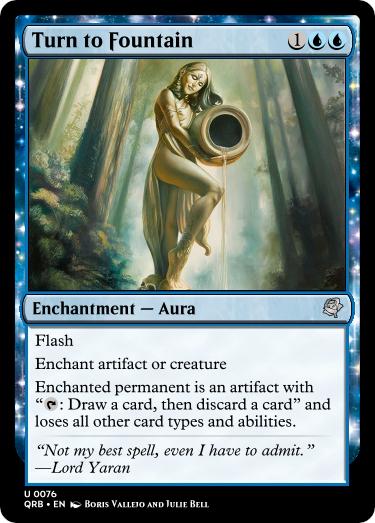 Turn to Fountain 1
Enchantment — Aura
Flash
Enchant artifact or creature
Enchanted permanent is an artifact with
“: Draw a card, then discard a card” and
loses all other card types and abilities.
“Not my best spell, even I have to admit.”
—Lord Yaran
U 0076
QRB • EN Boris Vallejo and Julie Bell